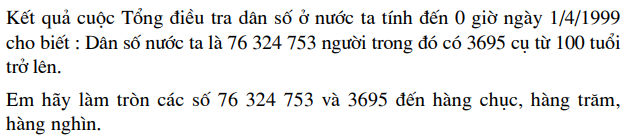 Kết quả cuộc Tổng điều tra dân số ở nước ta tính đến 0 giờ ngày 1/4/1999
cho biết : Dân số nước ta là 76 324 753 người trong đó có 3695 cụ từ 100 tuổi
trở lên.
Em hãy làm tròn các số 76 324 753 và 3695 đến hàng chục, hàng trăm,
hàng nghìn.